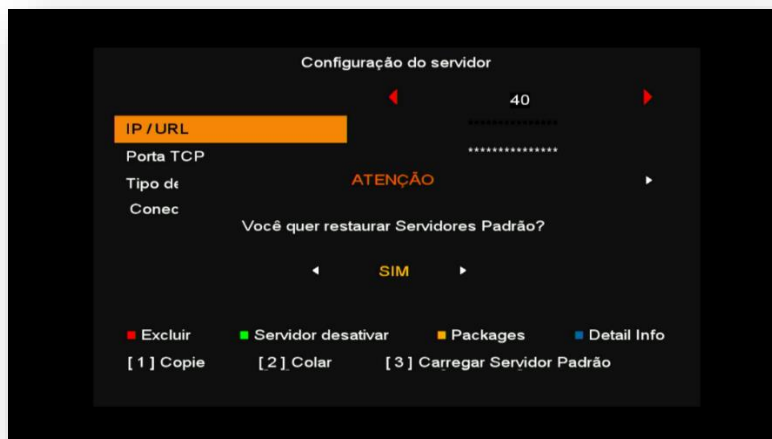 Configuração do servidor
40
IP / URL ***************
Porta TCP ***************
Tipo de
ATENÇÃO
Conec
Você quer restaurar Servidores Padrão?
SIM
Excluir Servidor desativar Packages Detail Info
[ 1 ] Copie [ 2 ] Colar [ 3 ] Carregar Servidor Padrão